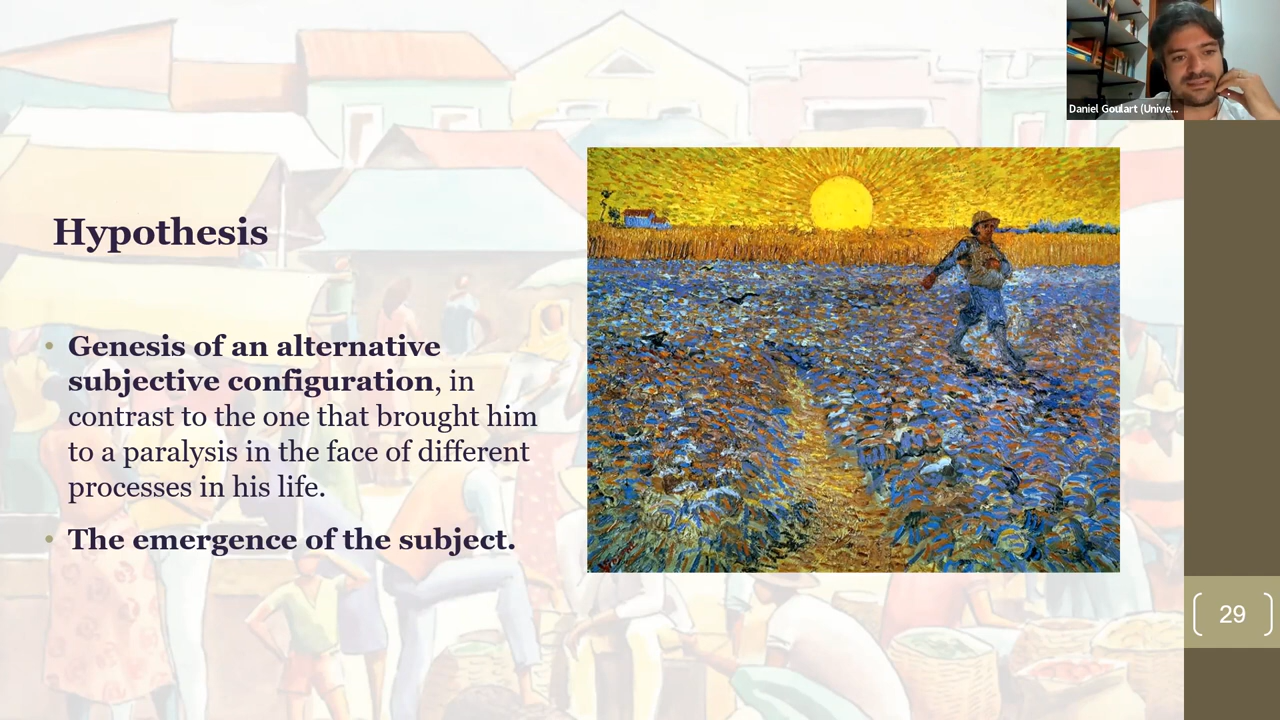 Daniel Goulart (Unive...
Hypothesis
• Genesis of an alternative
subjective configuration, in
contrast to the one that brought him
to a paralysis in the face of different
processes in his life.
• The emergence of the subject.
29